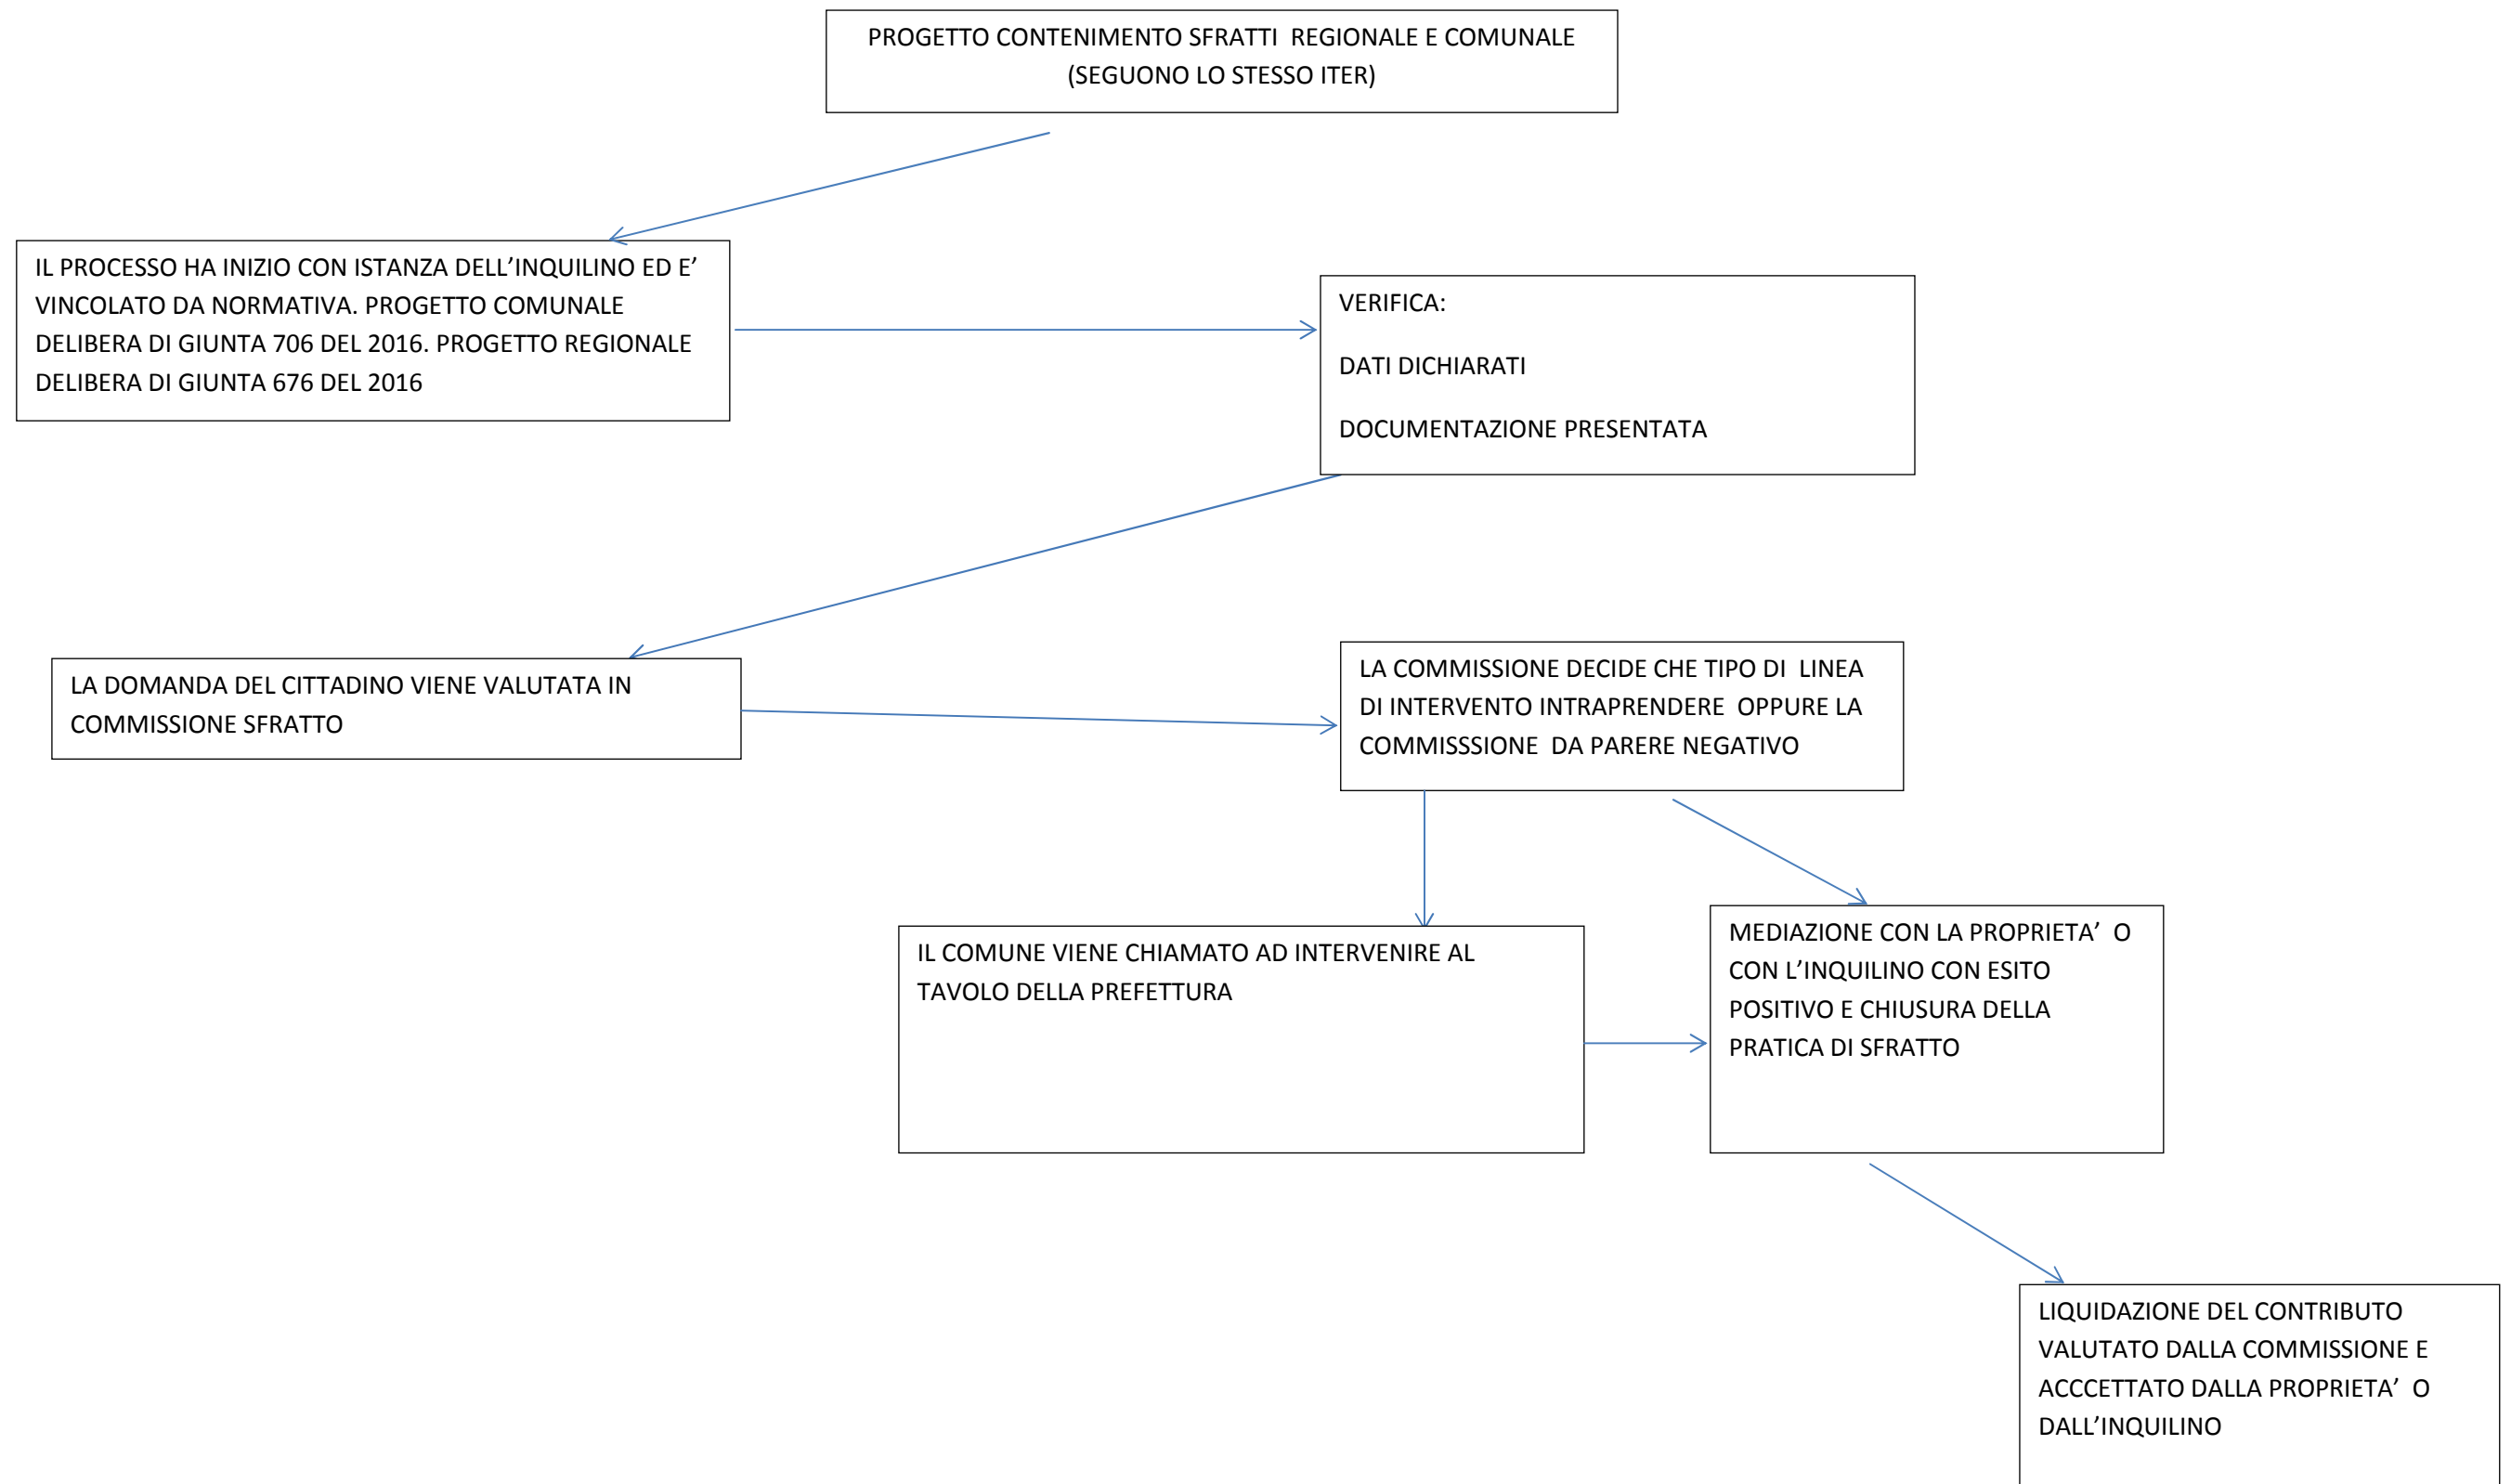 PROGETTO CONTENIMENTO SFRATTI  REGIONALE E COMUNALE
(SEGUONO LO STESSO ITER)
IL PROCESSO HA INIZIO CON ISTANZA DELL’INQUILINO ED E’
VINCOLATO DA NORMATIVA. PROGETTO COMUNALE
DELIBERA DI GIUNTA 706 DEL 2016. PROGETTO REGIONALE
DELIBERA DI GIUNTA 676 DEL 2016
VERIFICA:
DATI DICHIARATI
DOCUMENTAZIONE PRESENTATA
LA DOMANDA DEL CITTADINO VIENE VALUTATA IN
COMMISSIONE SFRATTO
LA COMMISSIONE DECIDE CHE TIPO DI  LINEA
DI INTERVENTO INTRAPRENDERE  OPPURE LA
COMMISSSIONE  DA PARERE NEGATIVO
IL COMUNE VIENE CHIAMATO AD INTERVENIRE AL
TAVOLO DELLA PREFETTURA
MEDIAZIONE CON LA PROPRIETA’  O
CON L’INQUILINO CON ESITO
POSITIVO E CHIUSURA DELLA
PRATICA DI SFRATTO
LIQUIDAZIONE DEL CONTRIBUTO
VALUTATO DALLA COMMISSIONE E
ACCCETTATO DALLA PROPRIETA’  O
DALL’INQUILINO